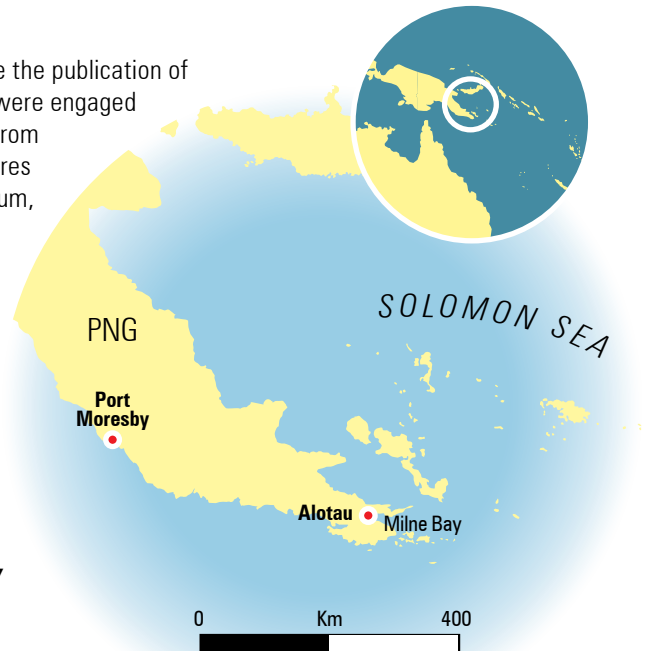 e the publication of
were engaged
rom
res
um,
SOLOMON SEA
PNG
Port
Moresby
Alotau
Milne Bay
0 Km 400